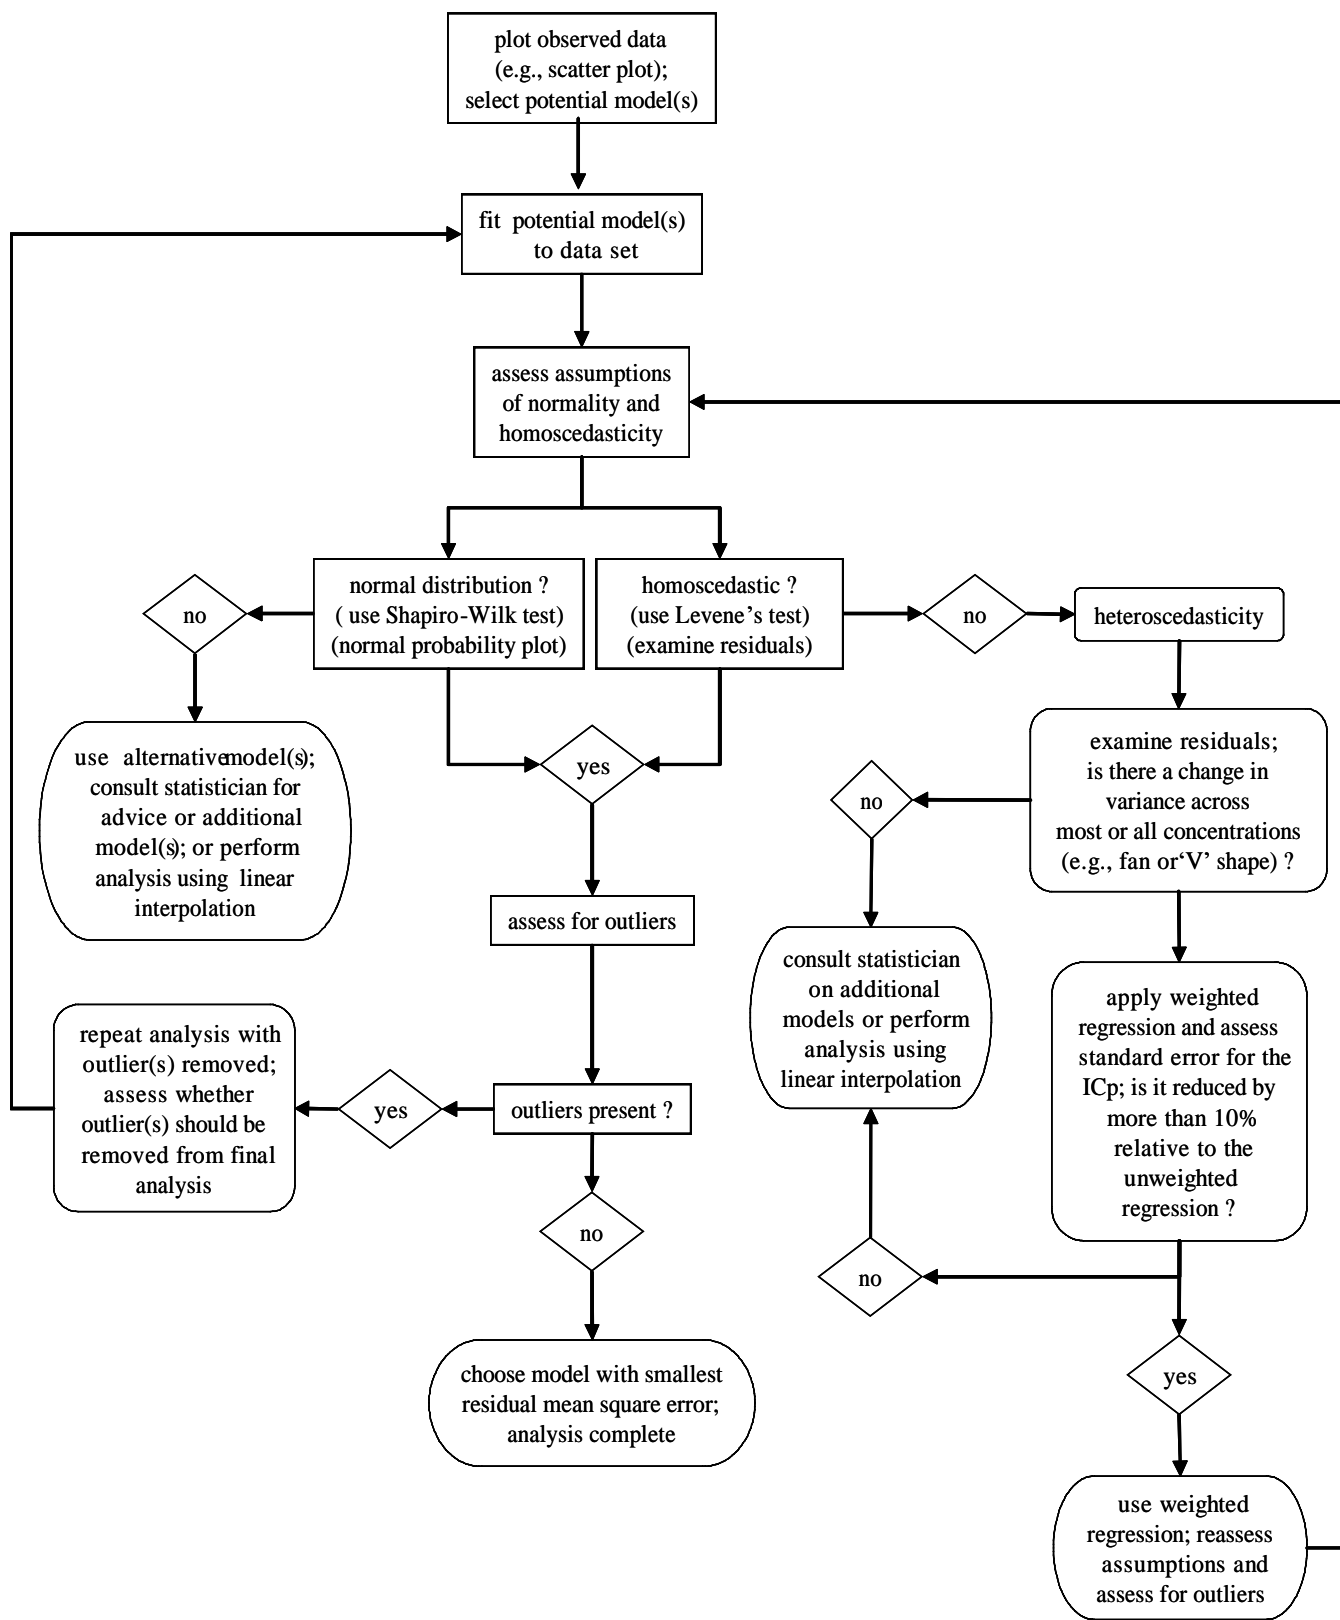 plot observed data
(e.g., scatter plot);
select potential model(s)
fit potential model(s)
to data set
assess assumptions
of normality and
homoscedasticity
normal distribution ?
( use Shapiro-Wilk test)
(normal probability plot)
homoscedastic ?
(use Levene's test)
(examine residuals)
no
no
heteroscedasticity
use alternativemodel(s);
consult statistician for
advice or additional
model(s); or perform
analysis using linear
interpolation
yes
examine residuals;
is there a change in
variance across
most or all concentrations
(e.g., fan or‘V’ shape) ?
no
assess for outliers
consult statistician
on additional
models or perform
analysis using
linear interpolation
apply weighted
regression and assess
standard error for the
ICp; is it reduced by
more than 10%
relative to the
unweighted
regression ?
repeat analysis with
outlier(s) removed;
assess whether
outlier(s) should be
removed from final
analysis
yes
outliers present ?
no
no
yes
choose model with smallest
residual mean square error;
analysis complete
use weighted
regression; reassess
assumptions and
assess for outliers